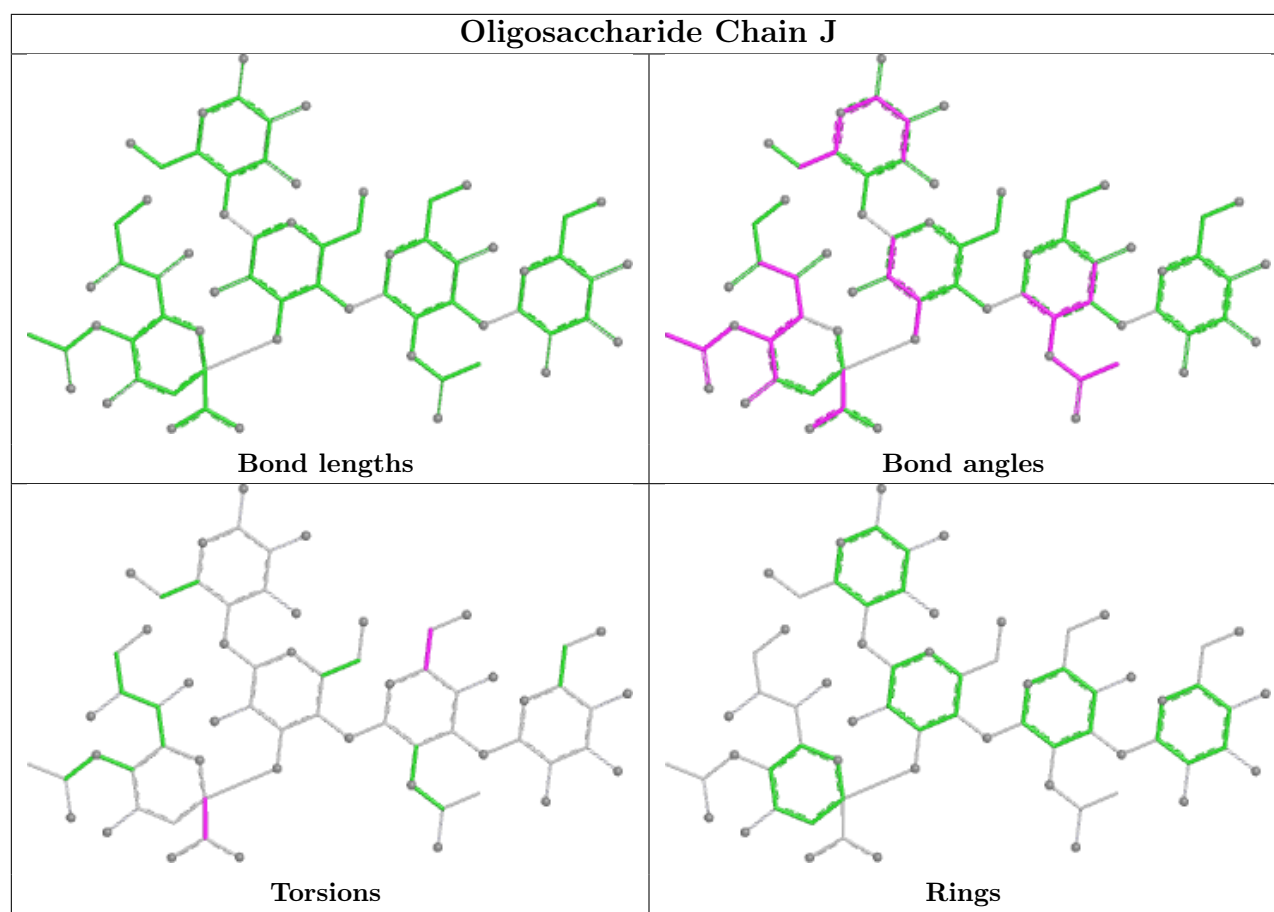 Oligosaccharide Chain J
Bond lengths
Bond angles
Torsions
Rings